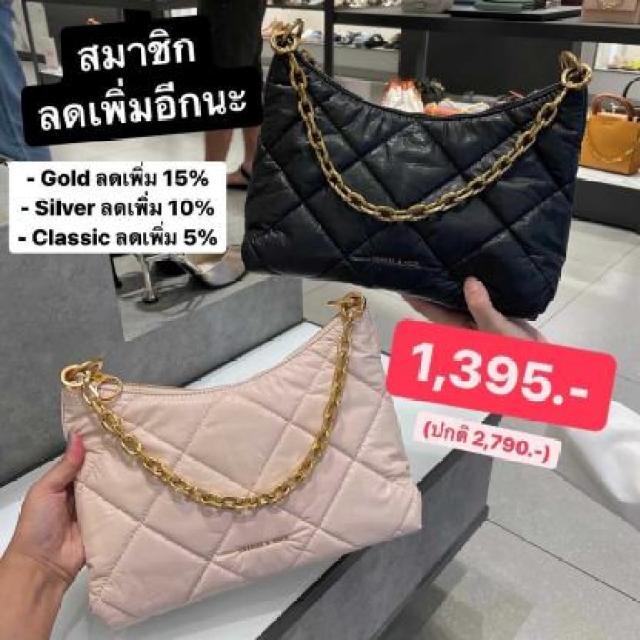 สมาชิก
ลดเพิ่มอีกนะ
- Gold ลดเพิ่ม 15%
- Silver ลดเพิ่ม 10%
- Classic ลดเพิ่ม 5%
1,395.-
(ปกติ 2,790.-)